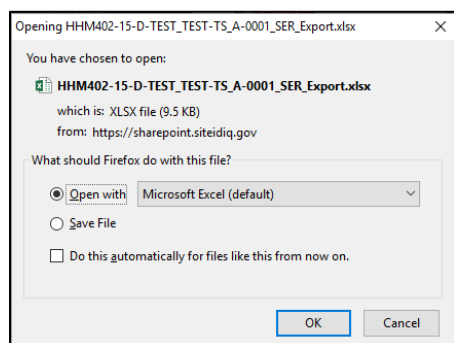 Opening HHM402-15-D-TEST_TEST-TS_A-0001_SER_Export.xlsx
You have chosen to open:
HHM402-15-D-TEST_TEST-TS_A-0001_SER_Export.xlsx
which is: XLSX file (9.5 KB)
from: https://sharepoint.siteidiq.gov
What should Firefox do with this file?
Open with Microsoft Excel (default)
Save File
Do this automatically for files like this from now on.
OK Cancel